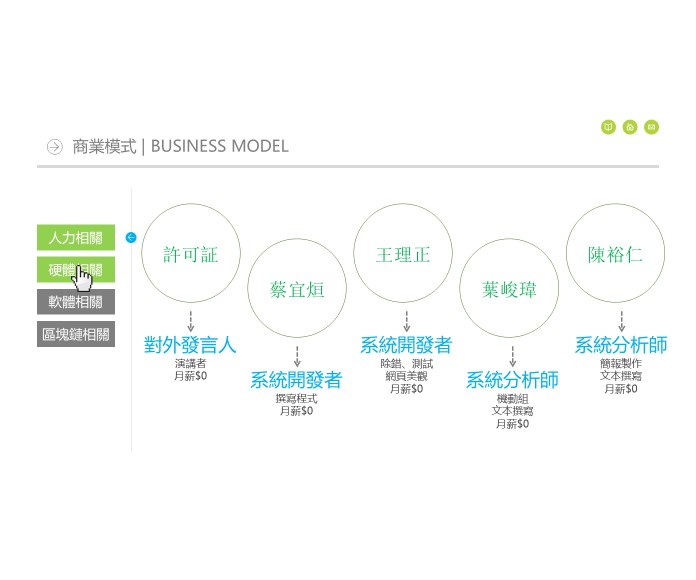 商業模式 | BUSINESS MODEL
人力相關
硬體相關
軟體相關
區塊鏈相關
許可証
對外發言人
演講者
月薪$0
蔡宜烜
系統開發者
撰寫程式
月薪$0
王理正
系統開發者
除錯、測試
網頁美觀
月薪$0
葉峻瑋
系統分析師
機動組
文本撰寫
月薪$0
陳裕仁
系統分析師
簡報製作
文本撰寫
月薪$0